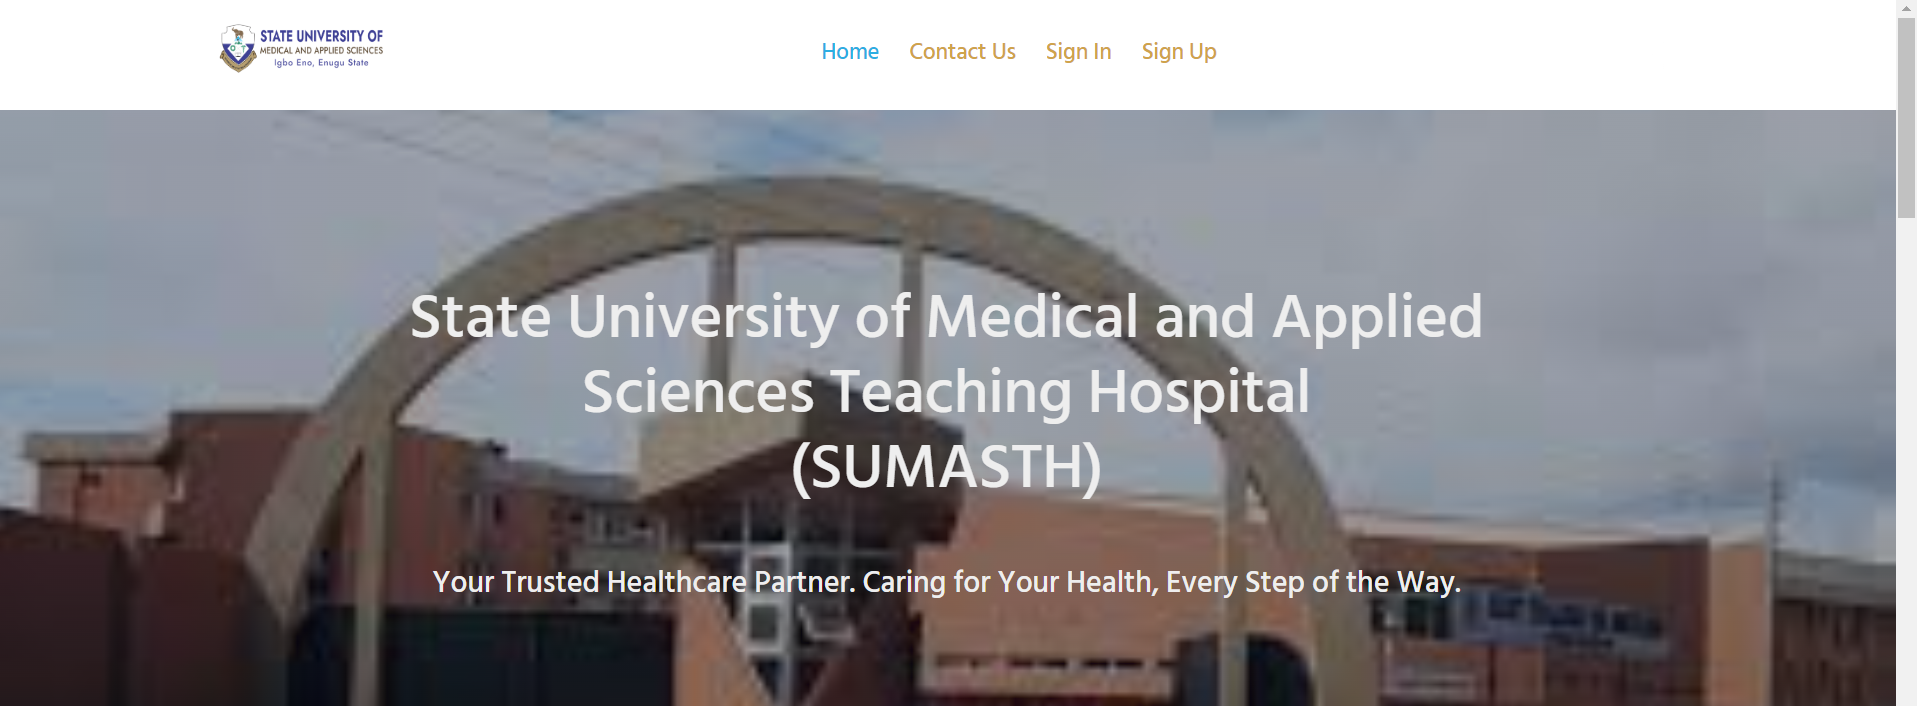 STATE UNIVERSITY OF
MEDICAL AND APPLIED SCIENCES
Igbo Eno, Enugu State
Home Contact Us Sign In Sign Up
State University of Medical and Applied
Sciences Teaching Hospital
(SUMASTH)
Your Trusted Healthcare Partner. Caring for Your Health, Every Step of the Way.